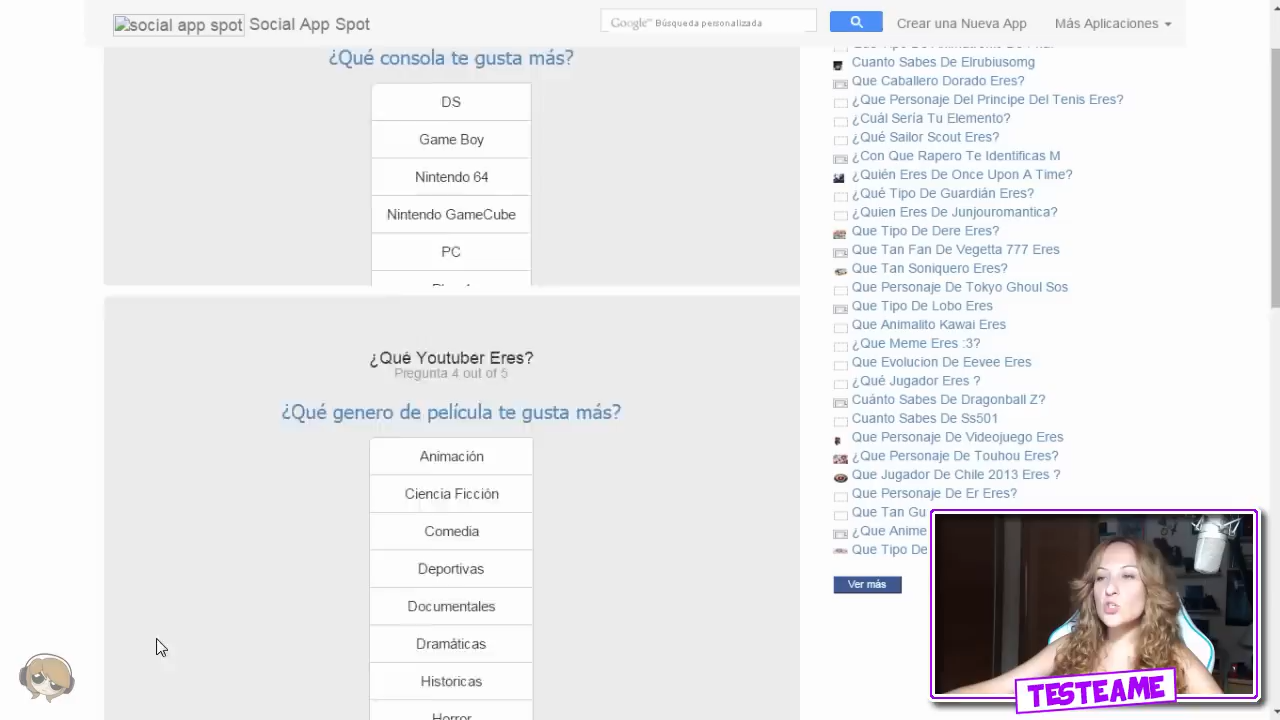 social app spot Social App Spot
Google™ Búsqueda personalizada
Crear una Nueva App
Más Aplicaciones
¿Qué consola te gusta más?
DS
Game Boy
Nintendo 64
Nintendo GameCube
PC
¿Qué Youtuber Eres?
Pregunta 4 out of 5
¿Qué genero de película te gusta más?
Animación
Ciencia Ficción
Comedia
Deportivas
Documentales
Dramáticas
Historicas
Horror
Cuanto Sabes De Elrubiusomg
Que Caballero Dorado Eres?
¿Que Personaje Del Principe Del Tenis Eres?
¿Cuál Sería Tu Elemento?
¿Qué Sailor Scout Eres?
¿Con Que Rapero Te Identificas M
¿Quién Eres De Once Upon A Time?
¿Qué Tipo De Guardián Eres?
¿Quien Eres De Junjouromantica?
Que Tipo De Dere Eres?
Que Tan Fan De Vegetta 777 Eres
Que Tan Soniquero Eres?
Que Personaje De Tokyo Ghoul Sos
Que Tipo De Lobo Eres
Que Animalito Kawai Eres
¿Que Meme Eres :3?
Que Evolucion De Eevee Eres
¿Qué Jugador Eres ?
Cuánto Sabes De Dragonball Z?
Cuanto Sabes De Ss501
Que Personaje De Videojuego Eres
¿Que Personaje De Touhou Eres?
Que Jugador De Chile 2013 Eres ?
Que Personaje De Er Eres?
Que Tan Gu
¿Que Anime
Que Tipo De
Ver más
TESTEAME